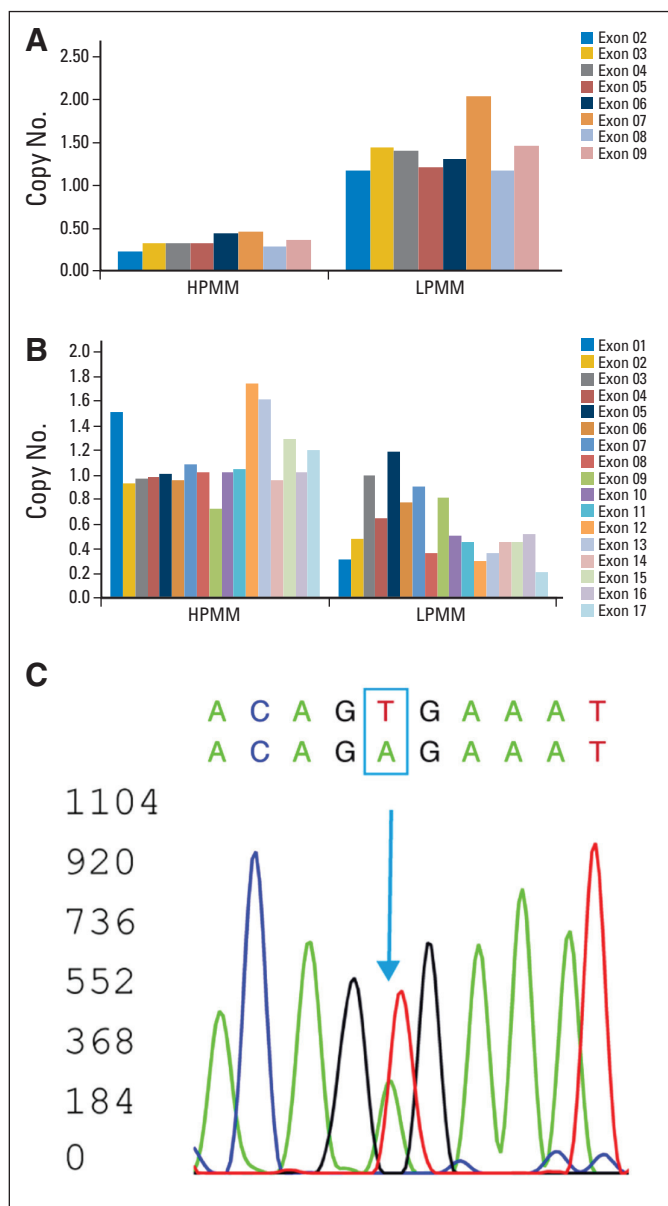 A
Copy No.
2.50
2.00
1.50
1.00
0.50
0.00
HPMM
LPMM
Exon 02
Exon 03
Exon 04
Exon 05
Exon 06
Exon 07
Exon 08
Exon 09
B
Copy No.
2.0
1.8
1.6
1.4
1.2
1.0
0.8
0.6
0.4
0.2
0.0
HPMM
LPMM
Exon 01
Exon 02
Exon 03
Exon 04
Exon 05
Exon 06
Exon 07
Exon 08
Exon 09
Exon 10
Exon 11
Exon 12
Exon 13
Exon 14
Exon 15
Exon 16
Exon 17
C
A C A G T G A A A T
A C A G A G A A A T
1104
920
736
552
368
184
0